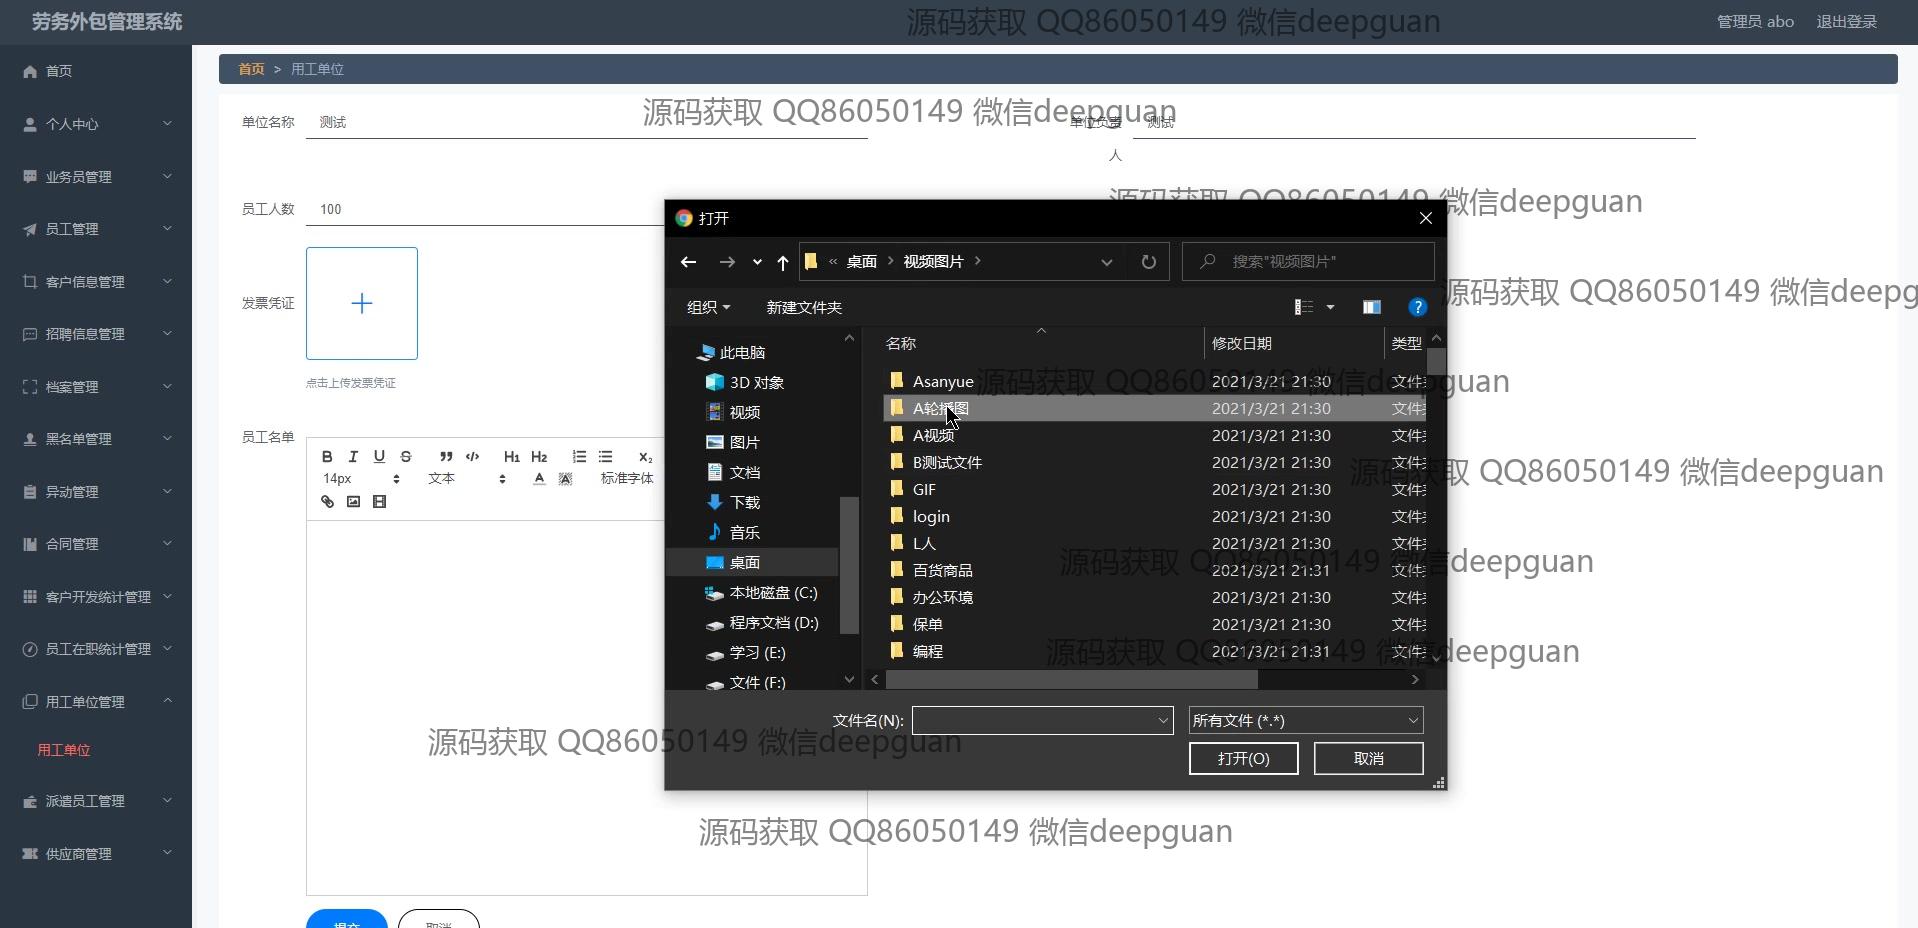 劳务外包管理系统
源码获取 QQ86050149 微信deepguan
管理员 abo
退出登录
首页
个人中心
业务员管理
员工管理
客户信息管理
招聘信息管理
档案管理
黑名单管理
异动管理
合同管理
客户开发统计管理
员工在职统计管理
用工单位管理
用工单位
派遣员工管理
供应商管理
首页 > 用工单位
源码获取 QQ86050149 微信deepguan
单位名称 测试
单位负责人 测试
源码获取 QQ86050149 微信deepguan
员工人数 100
发票凭证
点击上传发票凭证
员工名单
B I U S ” </> H1 H2 x₂
14px 文本 A A 标准字体
打开
« 桌面 > 视频图片 >
搜索"视频图片"
源码获取 QQ86050149 微信deepg
组织 新建文件夹 ?
此电脑
3D 对象
视频
图片
文档
下载
音乐
桌面
本地磁盘 (C:)
程序文档 (D:)
学习 (E:)
文件 (F:)
名称 修改日期 类型
Asanyue 2021/3/21 21:30 文件
源码获取 QQ86050149 微信deepguan
A轮播图 2021/3/21 21:30 文件
A视频 2021/3/21 21:30 文件
B测试文件 2021/3/21 21:30 文件
源码获取 QQ86050149 微信deepguan
GIF 2021/3/21 21:30 文件
login 2021/3/21 21:30 文件
L人 2021/3/21 21:30 文件
源码获取 QQ86050149 微信deepguan
百货商品 2021/3/21 21:31 文件
办公环境 2021/3/21 21:30 文件
保单 2021/3/21 21:30 文件
编程 2021/3/21 21:31 文件
源码获取 QQ86050149 微信deepguan
文件名(N):
所有文件 (*.*)
源码获取 QQ86050149 微信deepguan
打开(O) 取消
源码获取 QQ86050149 微信deepguan
提交 取消